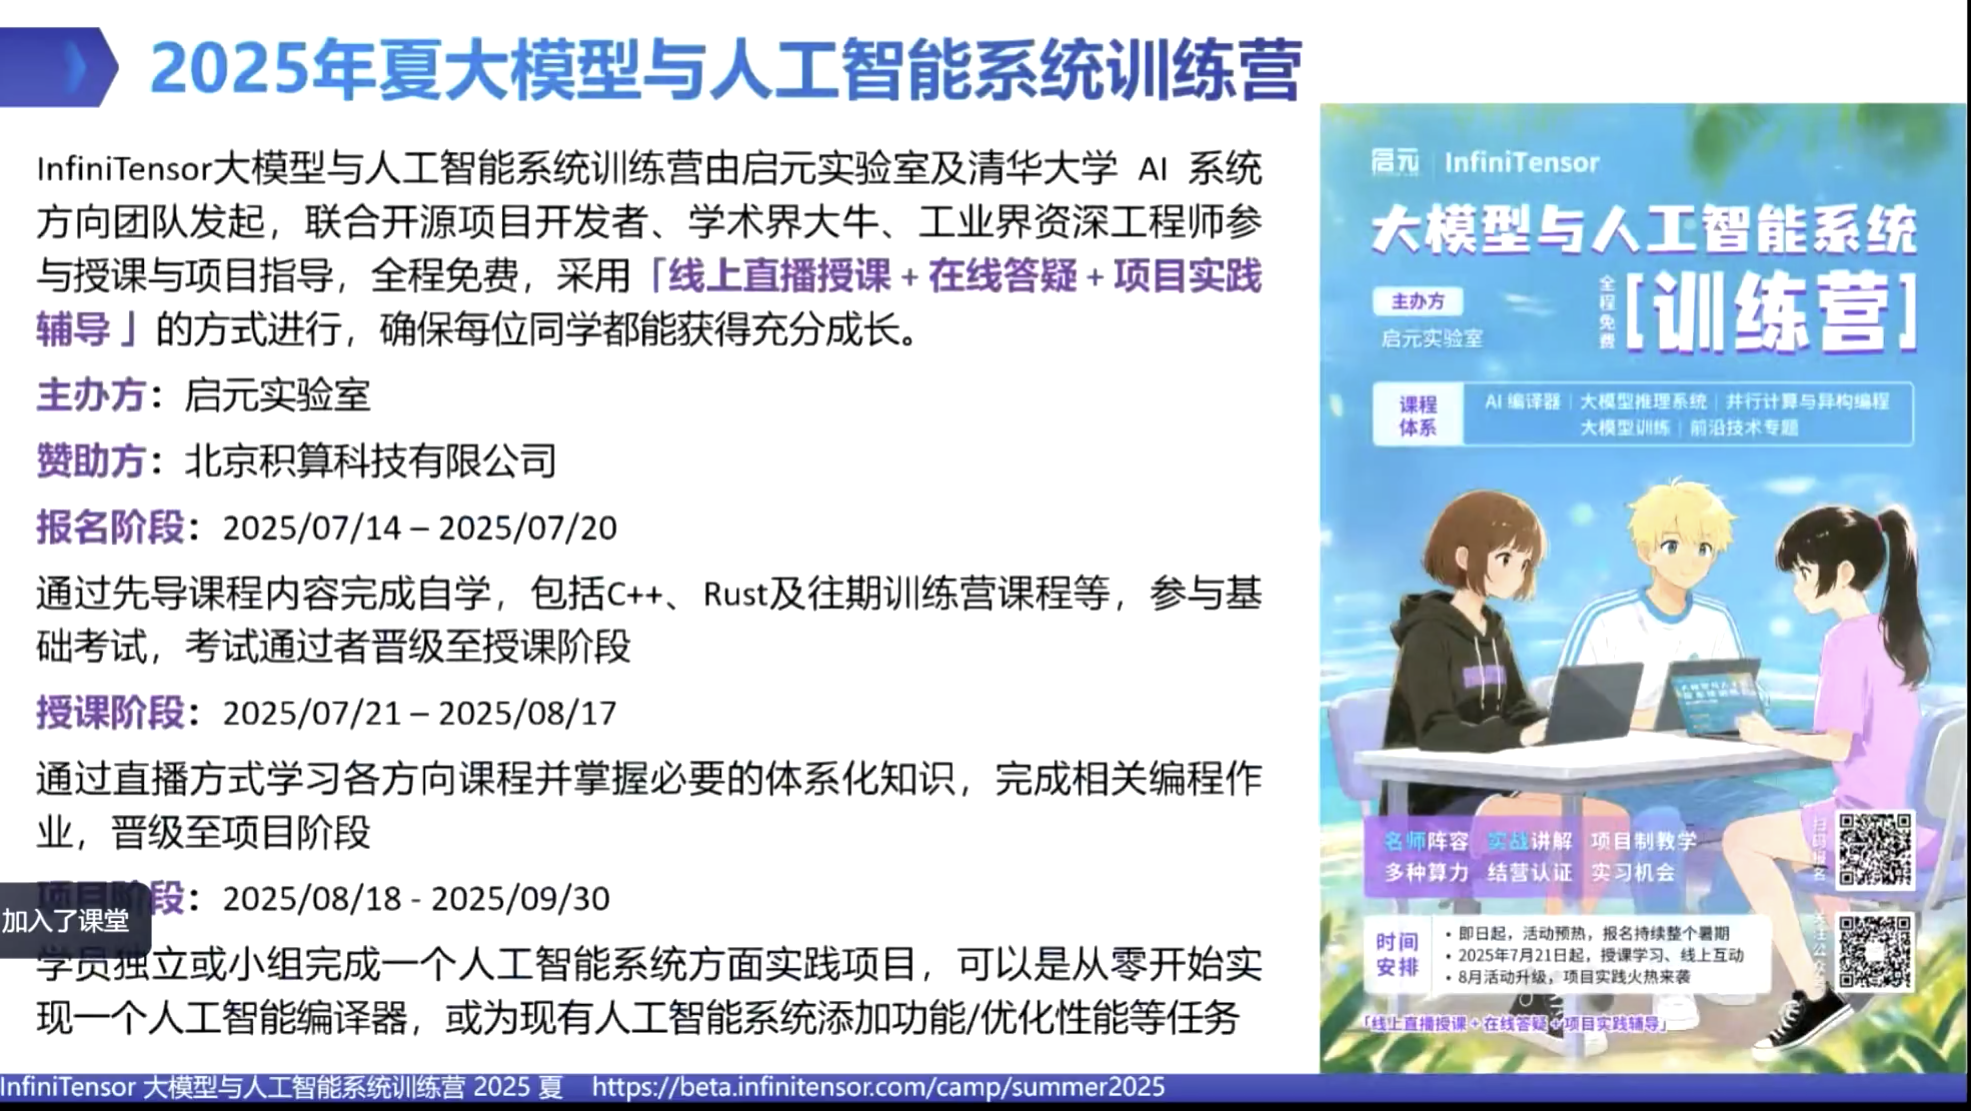 2025年夏大模型与人工智能系统训练营
InfiniTensor大模型与人工智能系统训练营由启元实验室及清华大学 AI 系统
方向团队发起，联合开源项目开发者、学术界大牛、工业界资深工程师参
与授课与项目指导，全程免费，采用「线上直播授课 + 在线答疑 + 项目实践
辅导 」的方式进行，确保每位同学都能获得充分成长。
主办方：启元实验室
赞助方：北京积算科技有限公司
报名阶段：2025/07/14 – 2025/07/20
通过先导课程内容完成自学，包括C++、Rust及往期训练营课程等，参与基
础考试，考试通过者晋级至授课阶段
授课阶段：2025/07/21 – 2025/08/17
通过直播方式学习各方向课程并掌握必要的体系化知识，完成相关编程作
业，晋级至项目阶段
项目阶段：2025/08/18 - 2025/09/30
加入了课堂
学员独立或小组完成一个人工智能系统方面实践项目，可以是从零开始实
现一个人工智能编译器，或为现有人工智能系统添加功能/优化性能等任务
启元 | InfiniTensor
大模型与人工智能系统
全程免费
[训练营]
主办方
启元实验室
课程
体系
AI 编译器 | 大模型推理系统 | 并行计算与异构编程
大模型训练 | 前沿技术专题
名师阵容 实战讲解 项目制教学
多种算力 结营认证 实习机会
扫码报名
关注公众号
时间
安排
• 即日起，活动预热，报名持续整个暑期
• 2025年7月21日起，授课学习、线上互动
• 8月活动升级，项目实践火热来袭
「线上直播授课 + 在线答疑 + 项目实践辅导」
InfiniTensor 大模型与人工智能系统训练营 2025 夏 https://beta.infinitensor.com/camp/summer2025